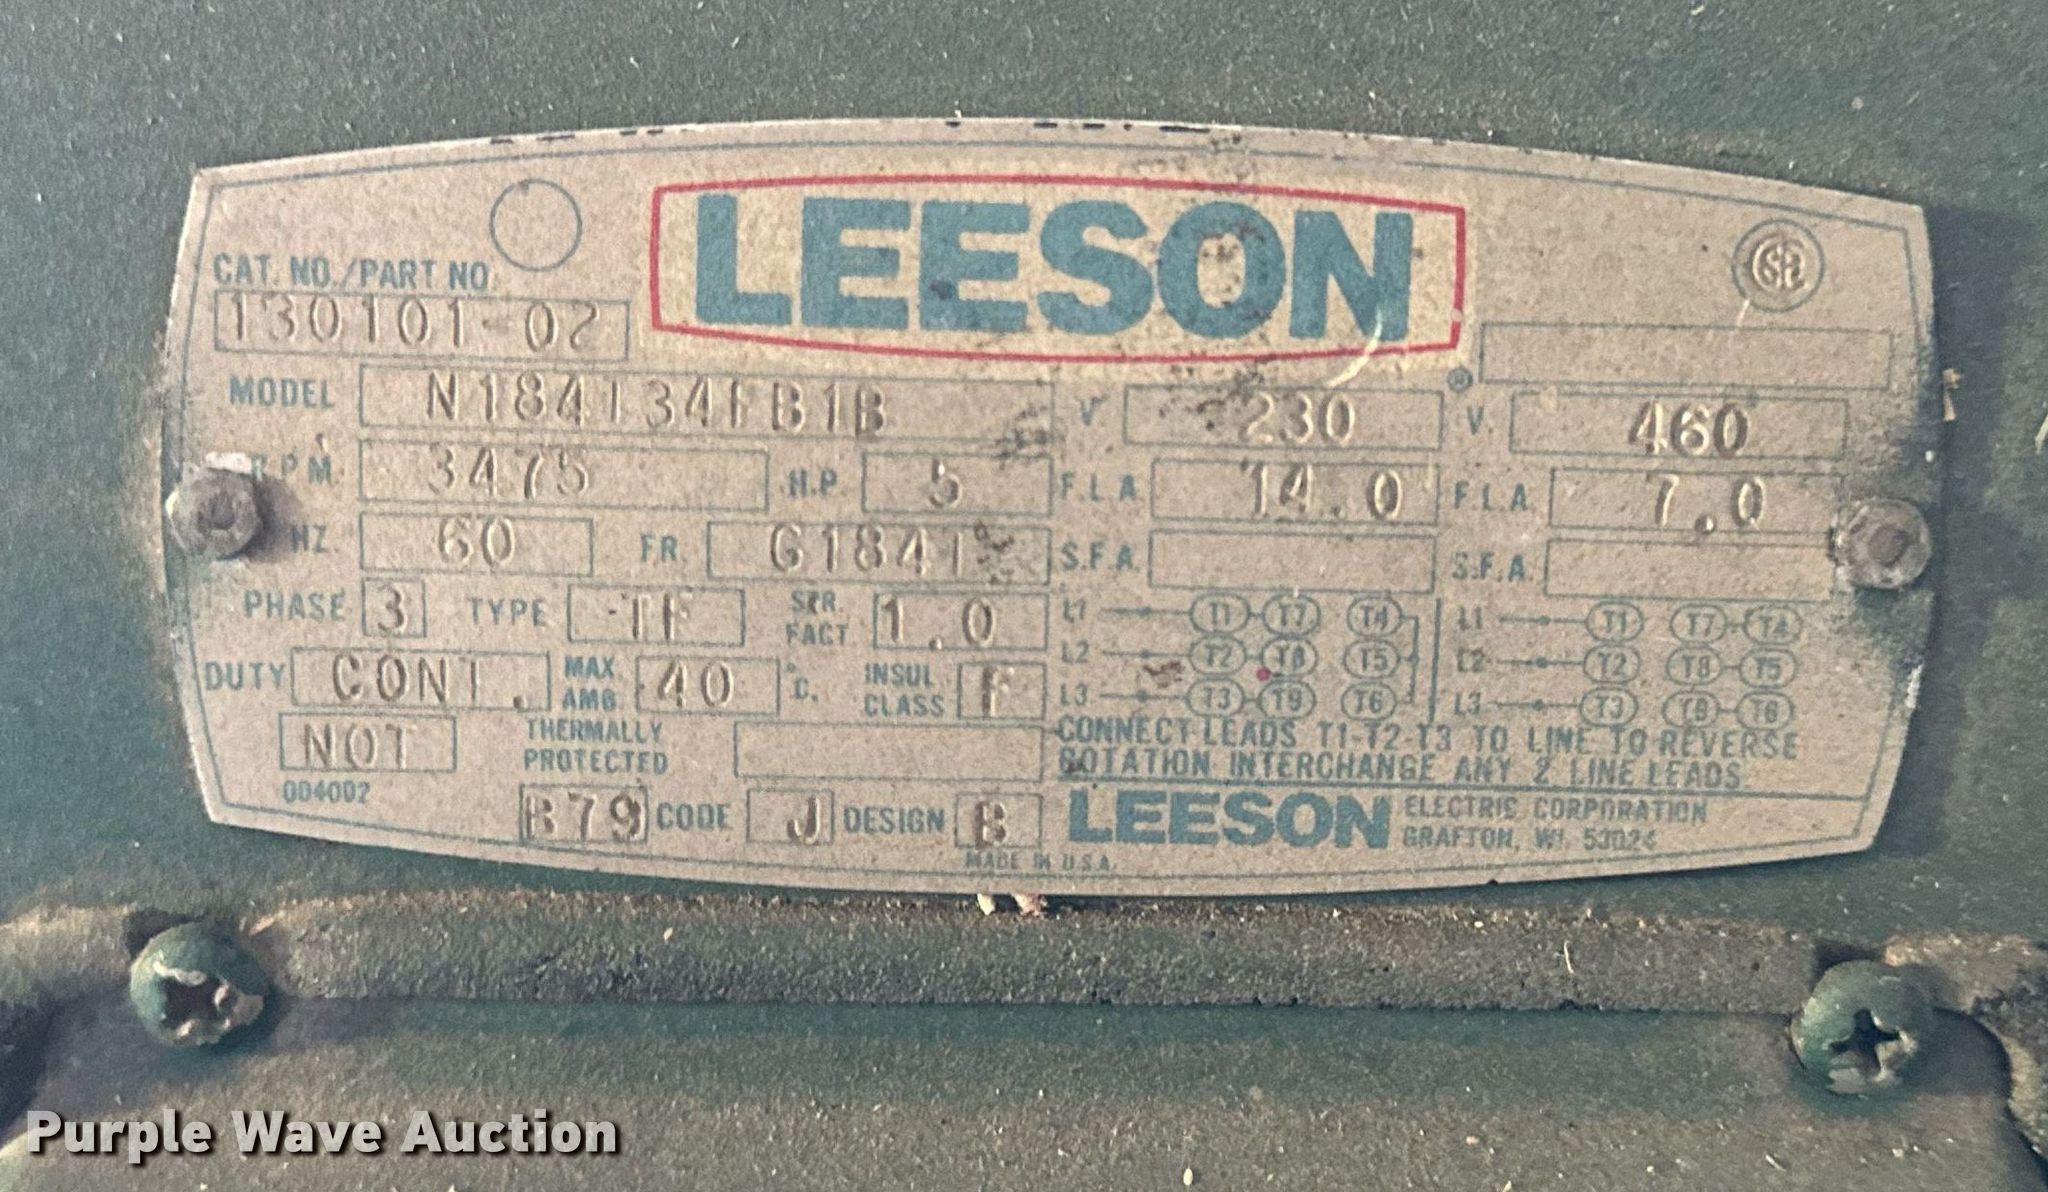 LEESON
®
CAT. NO./PART NO.
130101-02
MODEL N184T34FB1B V 230 V. 460
R.P.M. 3475 H.P. 5 F.L.A. 14.0 F.L.A. 7.0
HZ. 60 FR. G184T S.F.A. S.F.A.
PHASE 3 TYPE TF SER. FACT 1.0
DUTY CONT. MAX AMB 40 °C. INSUL CLASS F
NOT THERMALLY PROTECTED
004002
B79 CODE J DESIGN B
L1 T1 T7 T4 L1 T1 T7 T4
L2 T2 T8 T5 L2 T2 T8 T5
L3 T3 T9 T6 L3 T3 T9 T6
CONNECT LEADS T1-T2-T3 TO LINE TO REVERSE
ROTATION INTERCHANGE ANY 2 LINE LEADS.
LEESON ELECTRIC CORPORATION
GRAFTON, WI. 53024
MADE IN U.S.A.
Purple Wave Auction